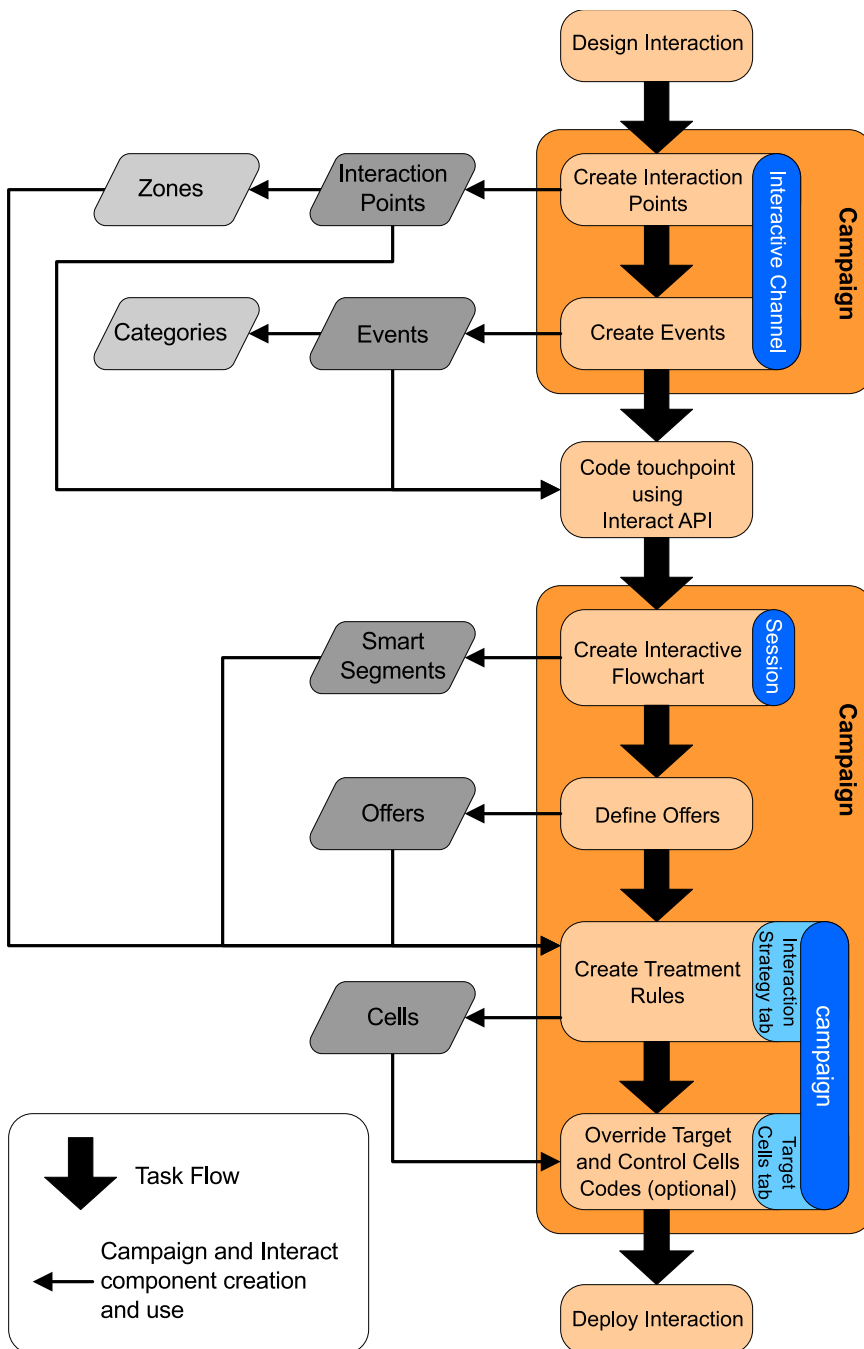 Design Interaction
Zones
Interaction
Points
Create Interaction
Points
Interactive Channel
Campaign
Categories
Events
Create Events
Code touchpoint
using
Interact API
Smart
Segments
Create Interactive
Flowchart
Session
Campaign
Offers
Define Offers
Create Treatment
Rules
Interaction
Strategy tab
campaign
Cells
Override Target
and Control Cells
Codes (optional)
Target
Cells tab
Task Flow
Campaign and Interact
component creation
and use
Deploy Interaction